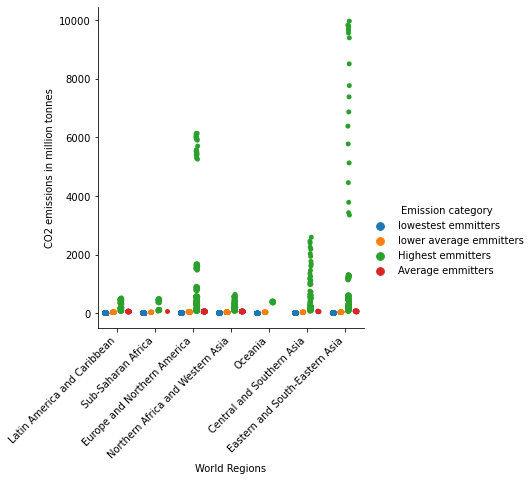 10000
8000
6000
4000
2000
0
CO2 emissions in million tonnes
Emission category
lowestest emmitters
lower average emmitters
Highest emmitters
Average emmitters
Latin America and Caribbean
Sub-Saharan Africa
Europe and Northern America
Northern Africa and Western Asia
Oceania
Central and Southern Asia
Eastern and South-Eastern Asia
World Regions